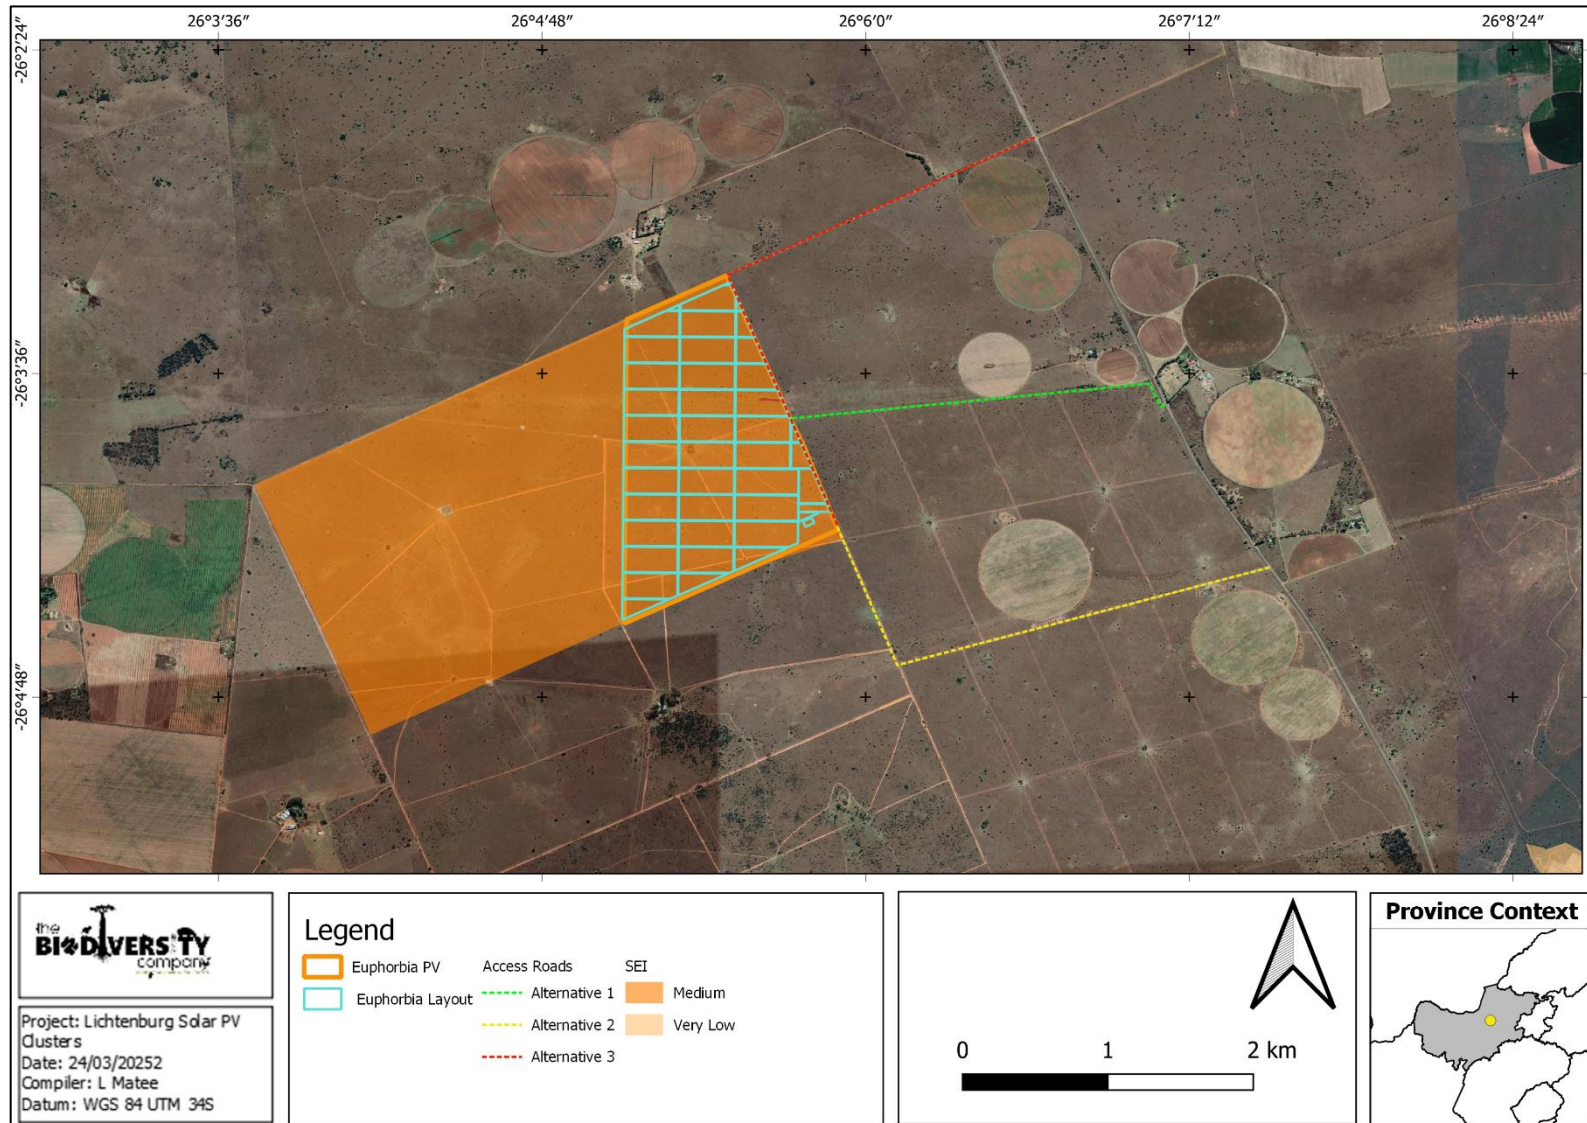 26°3′36″ 26°4′48″ 26°6′0″ 26°7′12″ 26°8′24″
-26°2′24″
-26°3′36″
-26°4′48″
the
BIODIVERSITY
company
Project: Lichtenburg Solar PV
Clusters
Date: 24/03/20252
Compiler: L Matee
Datum: WGS 84 UTM 34S
Legend
Euphorbia PV
Euphorbia Layout
Access Roads
Alternative 1
Alternative 2
Alternative 3
SEI
Medium
Very Low
0 1 2 km
Province Context